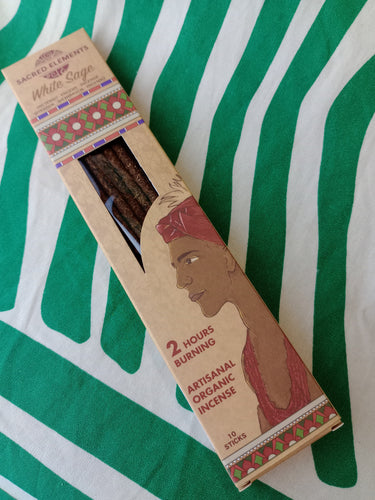 SACRED ELEMENTS
White Sage
2 HOURS
BURNING
ARTISANAL
ORGANIC
INCENSE
10
STICKS